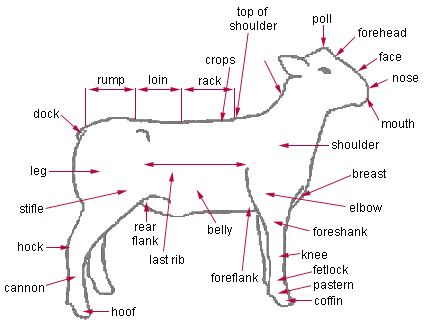 poll
top of
shoulder
forehead
face
crops
nose
rump
loin
rack
dock
mouth
shoulder
leg
breast
stifle
elbow
rear
flank
belly
foreshank
hock
last rib
knee
foreflank
fetlock
cannon
pastern
coffin
hoof